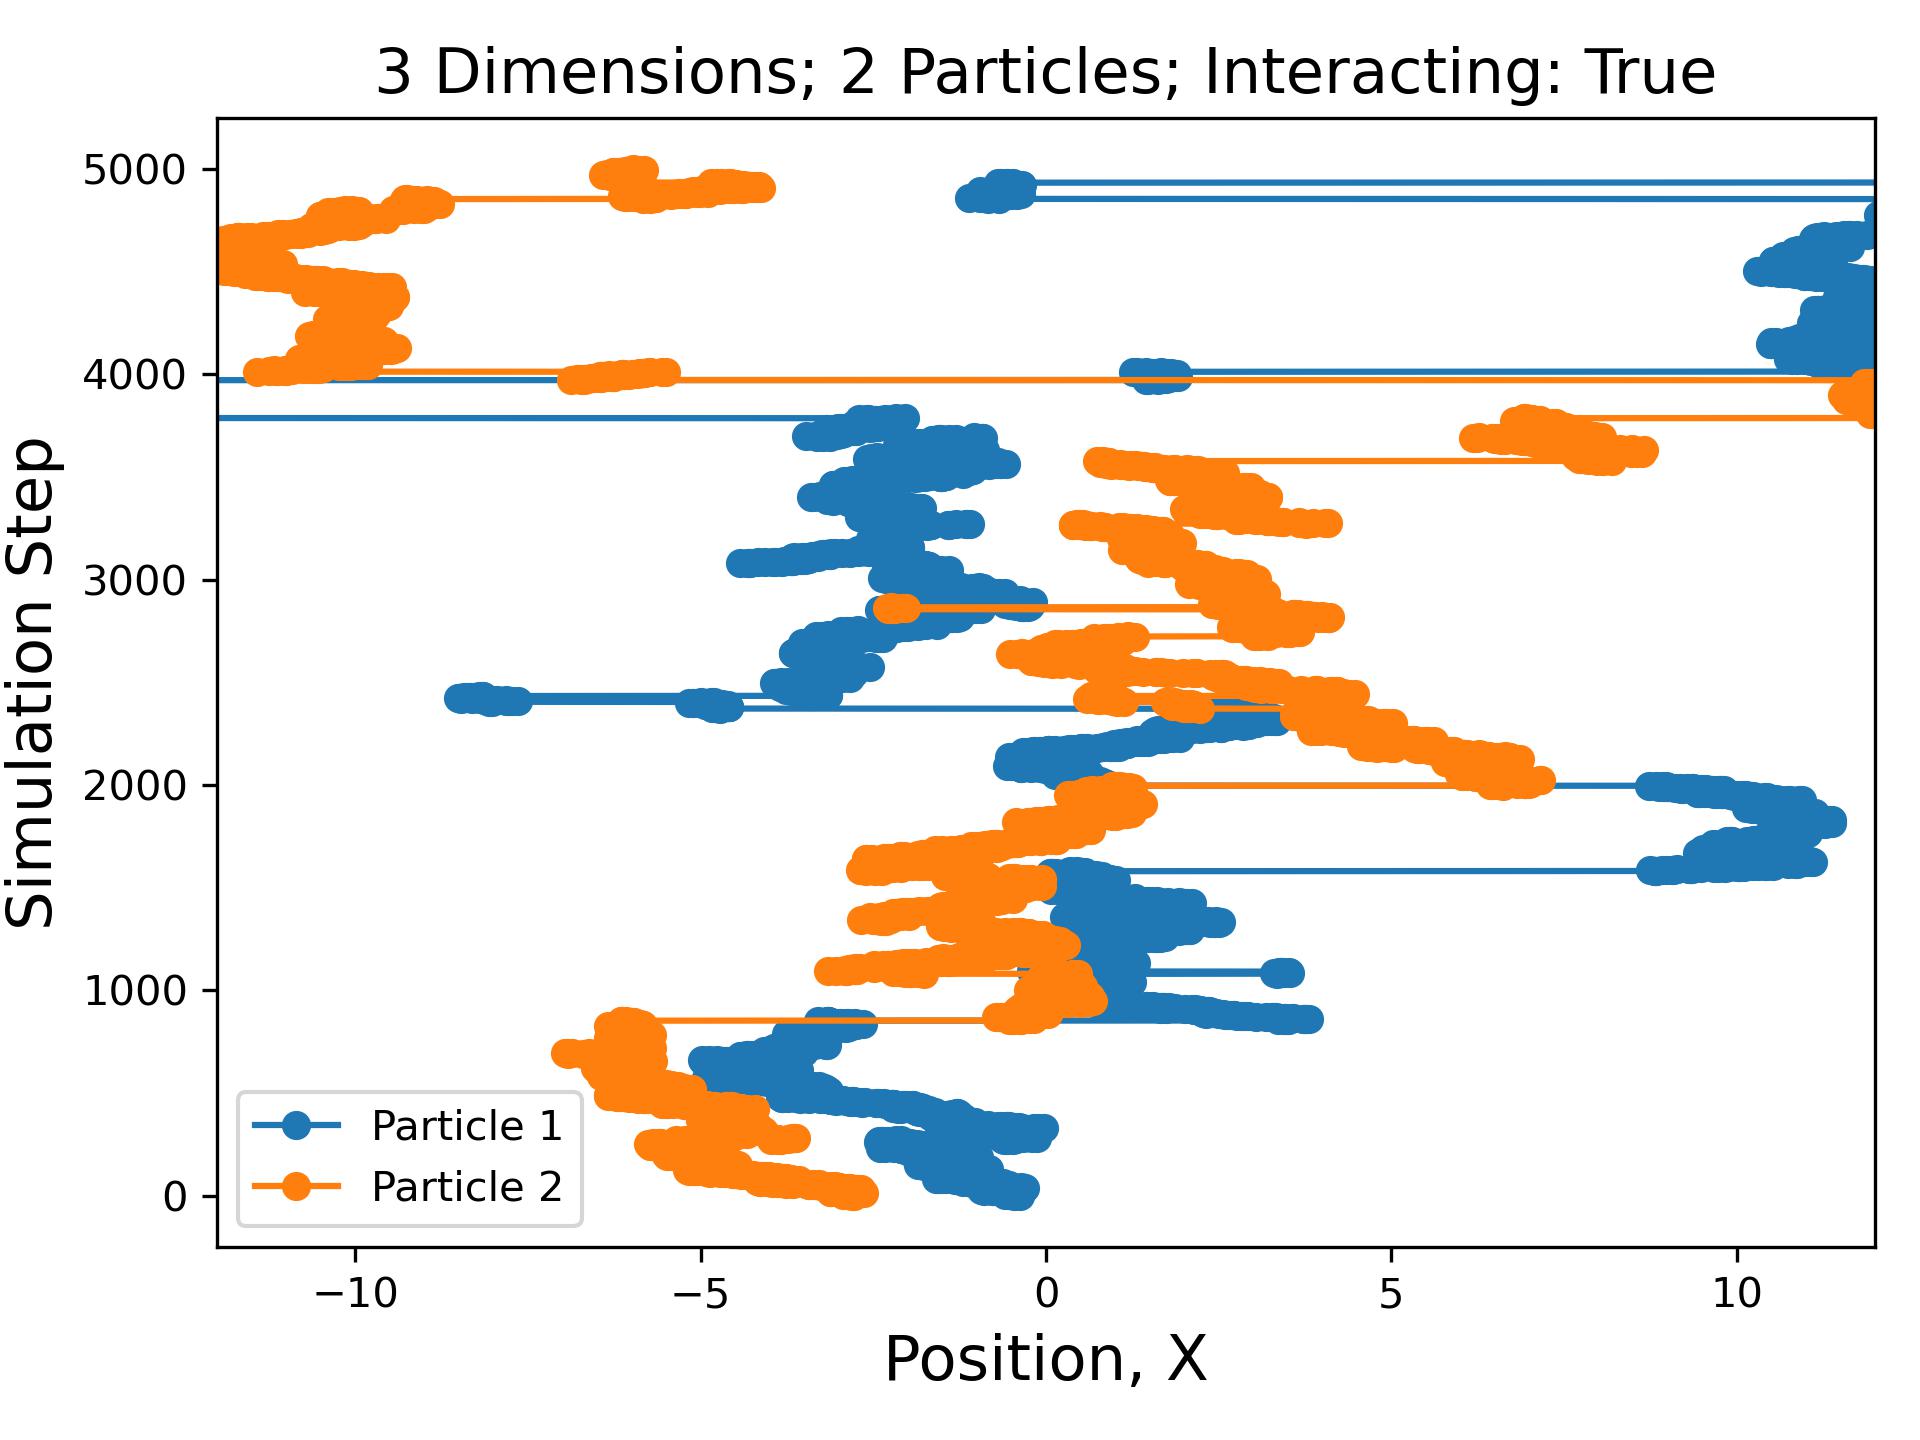 3 Dimensions; 2 Particles; Interacting: True
Simulation Step
5000
4000
3000
2000
1000
0
Particle 1
Particle 2
−10
−5
0
5
10
Position, X